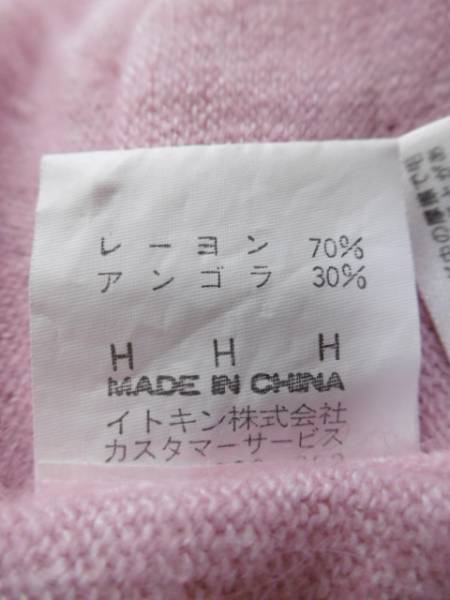 レーヨン 70%
アンゴラ 30%
H H H
MADE IN CHINA
イトキン株式会社
カスタマーサービス